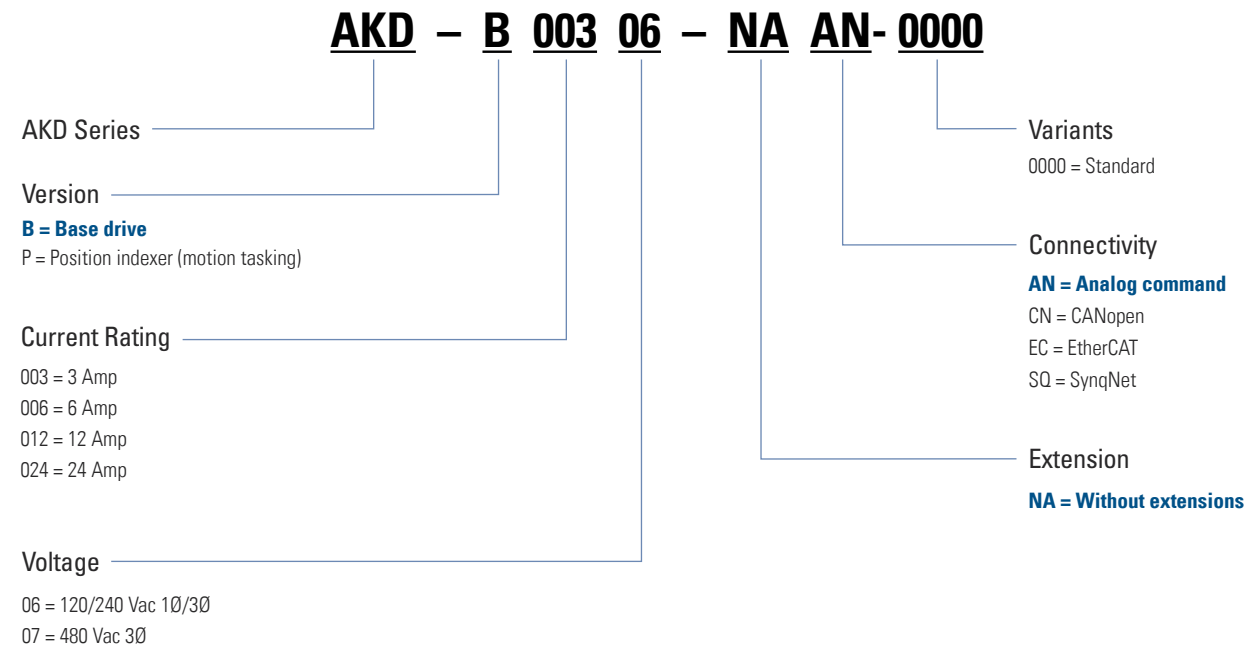 AKD – B 003 06 – NA AN- 0000
AKD Series
Version
B = Base drive
P = Position indexer (motion tasking)
Current Rating
003 = 3 Amp
006 = 6 Amp
012 = 12 Amp
024 = 24 Amp
Voltage
06 = 120/240 Vac 1Ø/3Ø
07 = 480 Vac 3Ø
Variants
0000 = Standard
Connectivity
AN = Analog command
CN = CANopen
EC = EtherCAT
SQ = SynqNet
Extension
NA = Without extensions